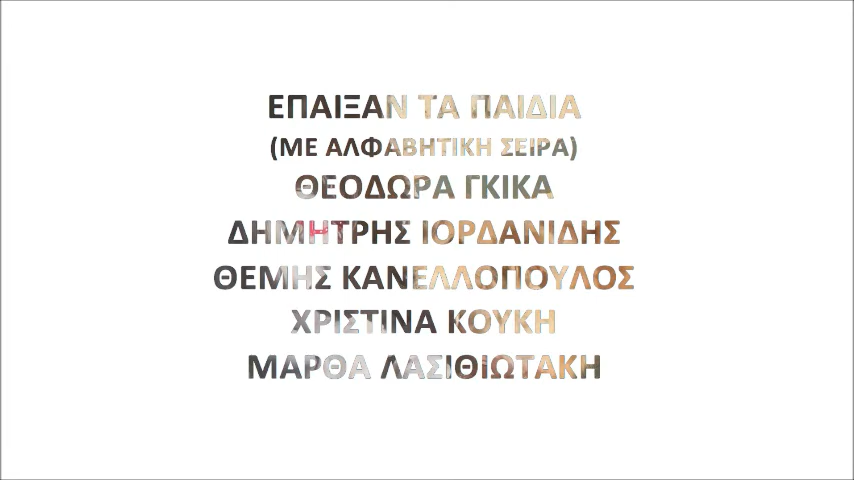 ΕΠΑΙΞΑΝ ΤΑ ΠΑΙΔΙΑ
(ΜΕ ΑΛΦΑΒΗΤΙΚΗ ΣΕΙΡΑ)
ΘΕΟΔΩΡΑ ΓΚΙΚΑ
ΔΗΜΗΤΡΗΣ ΙΟΡΔΑΝΙΔΗΣ
ΘΕΜΗΣ ΚΑΝΕΛΛΟΠΟΥΛΟΣ
ΧΡΙΣΤΙΝΑ ΚΟΥΚΗ
ΜΑΡΘΑ ΛΑΣΙΘΙΩΤΑΚΗ